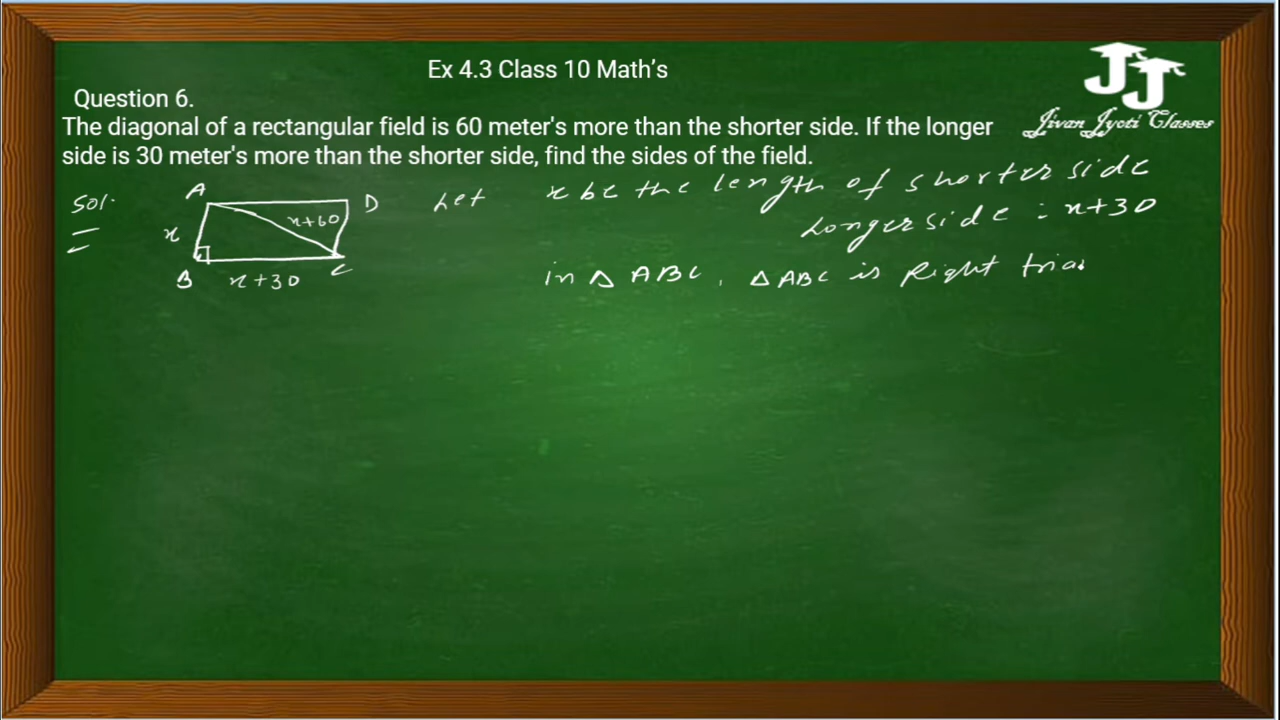 Ex 4.3 Class 10 Math's
JJ
Jivan Jyoti Classes
Question 6.
The diagonal of a rectangular field is 60 meter's more than the shorter side. If the longer
side is 30 meter's more than the shorter side, find the sides of the field.
Sol.
A
D
x
x+60
B
x+30
C
Let x be the length of shorter side
Longer side = x+30
in △ ABC, △ ABC is Right trian